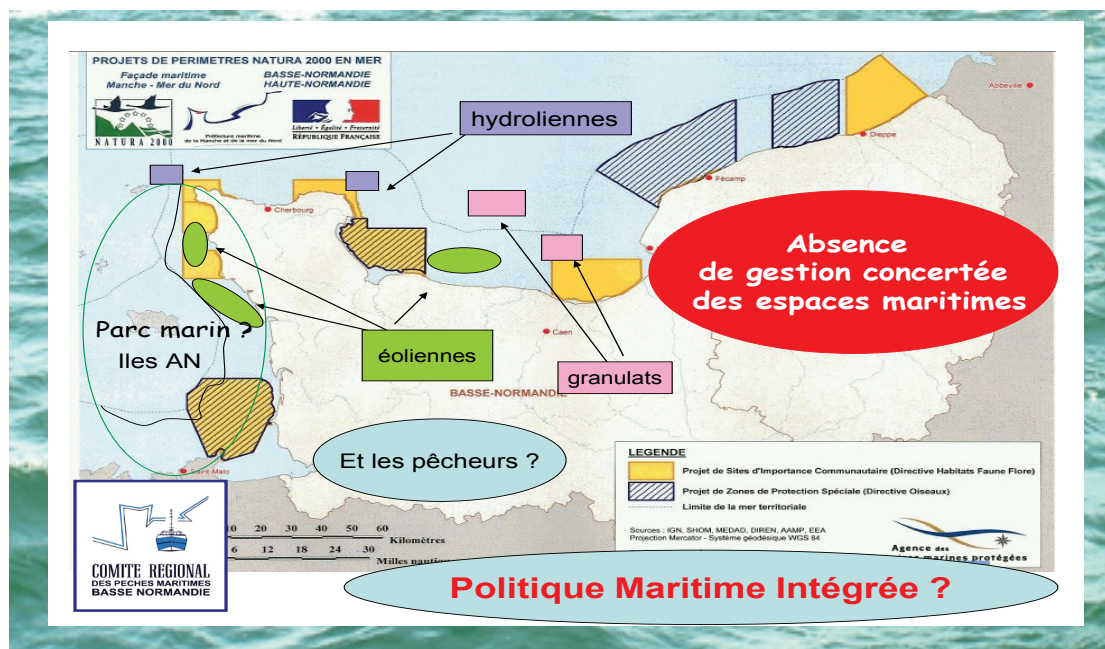 PROJETS DE PERIMETRES NATURA 2000 EN MER
Façade maritime
Manche - Mer du Nord
BASSE-NORMANDIE
HAUTE-NORMANDIE
NATURA 2000
Préfecture maritime
de la Manche et de la mer du Nord
Liberté • Égalité • Fraternité
RÉPUBLIQUE FRANÇAISE
hydroliennes
Abbeville
Dieppe
Fécamp
Cherbourg
Absence
de gestion concertée
des espaces maritimes
Parc marin ?
Iles AN
éoliennes
Caen
granulats
BASSE-NORMANDIE
Et les pêcheurs ?
Saint-Malo
LEGENDE
Projet de Sites d'Importance Communautaire (Directive Habitats Faune Flore)
Projet de Zones de Protection Spéciale (Directive Oiseaux)
Limite de la mer territoriale
Sources : IGN, SHOM, MEDAD, DIREN, AAMP, EEA
Projection Mercator - Système géodésique WGS 84
Agence des
marines protégées
10 20 30 40 50 60
Kilomètres
6 12 18 24 30
Milles
COMITE REGIONAL
DES PECHES MARITIMES
BASSE NORMANDIE
Politique Maritime Intégrée ?